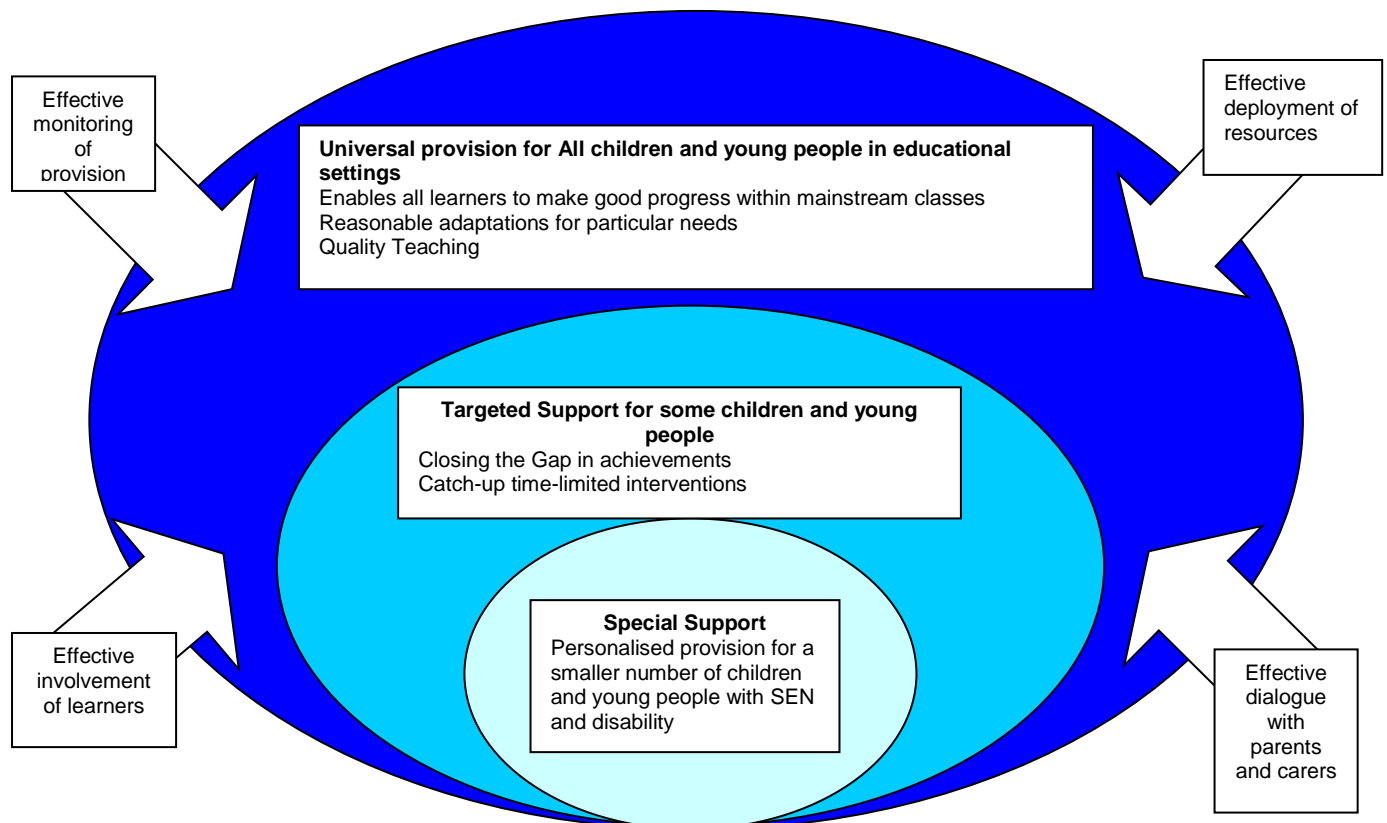 Effective
monitoring
of
provision
Effective
deployment of
resources
Universal provision for All children and young people in educational
settings
Enables all learners to make good progress within mainstream classes
Reasonable adaptations for particular needs
Quality Teaching
Targeted Support for some children and young
people
Closing the Gap in achievements
Catch-up time-limited interventions
Special Support
Personalised provision for a
smaller number of children
and young people with SEN
and disability
Effective
involvement
of learners
Effective
dialogue
with
parents
and carers